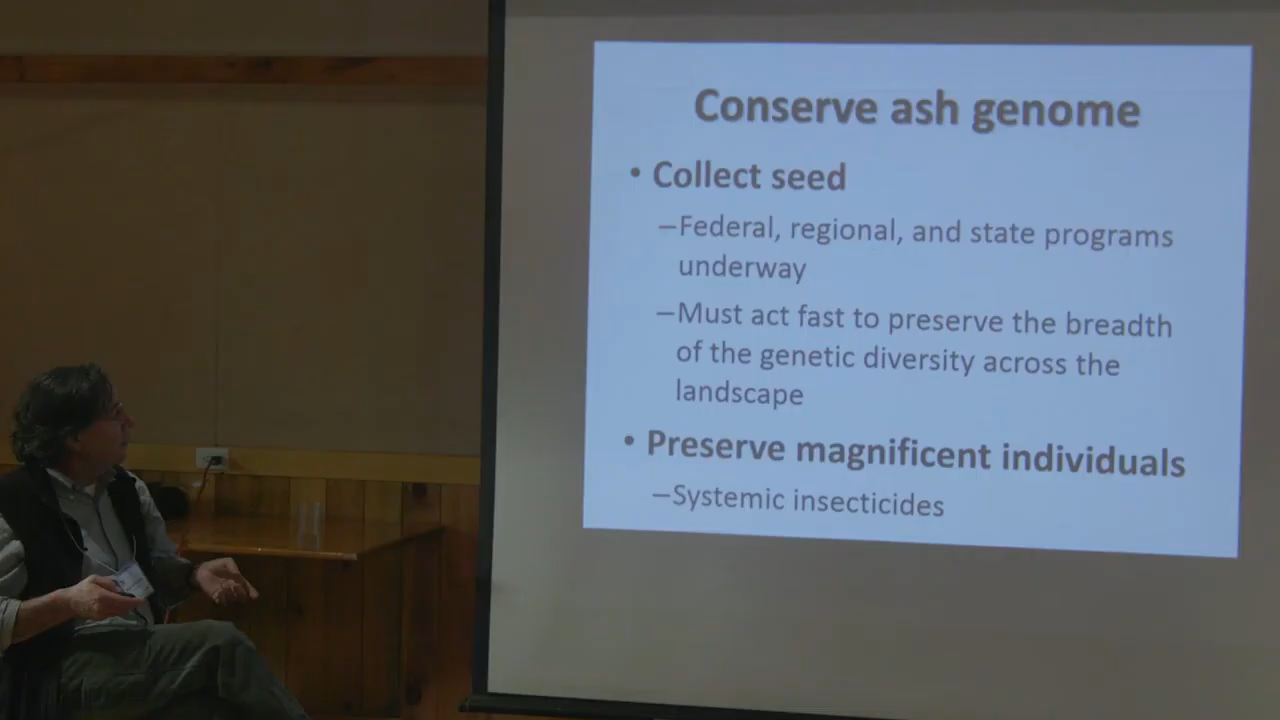 Conserve ash genome
• Collect seed
–Federal, regional, and state programs
underway
–Must act fast to preserve the breadth
of the genetic diversity across the
landscape
• Preserve magnificent individuals
–Systemic insecticides